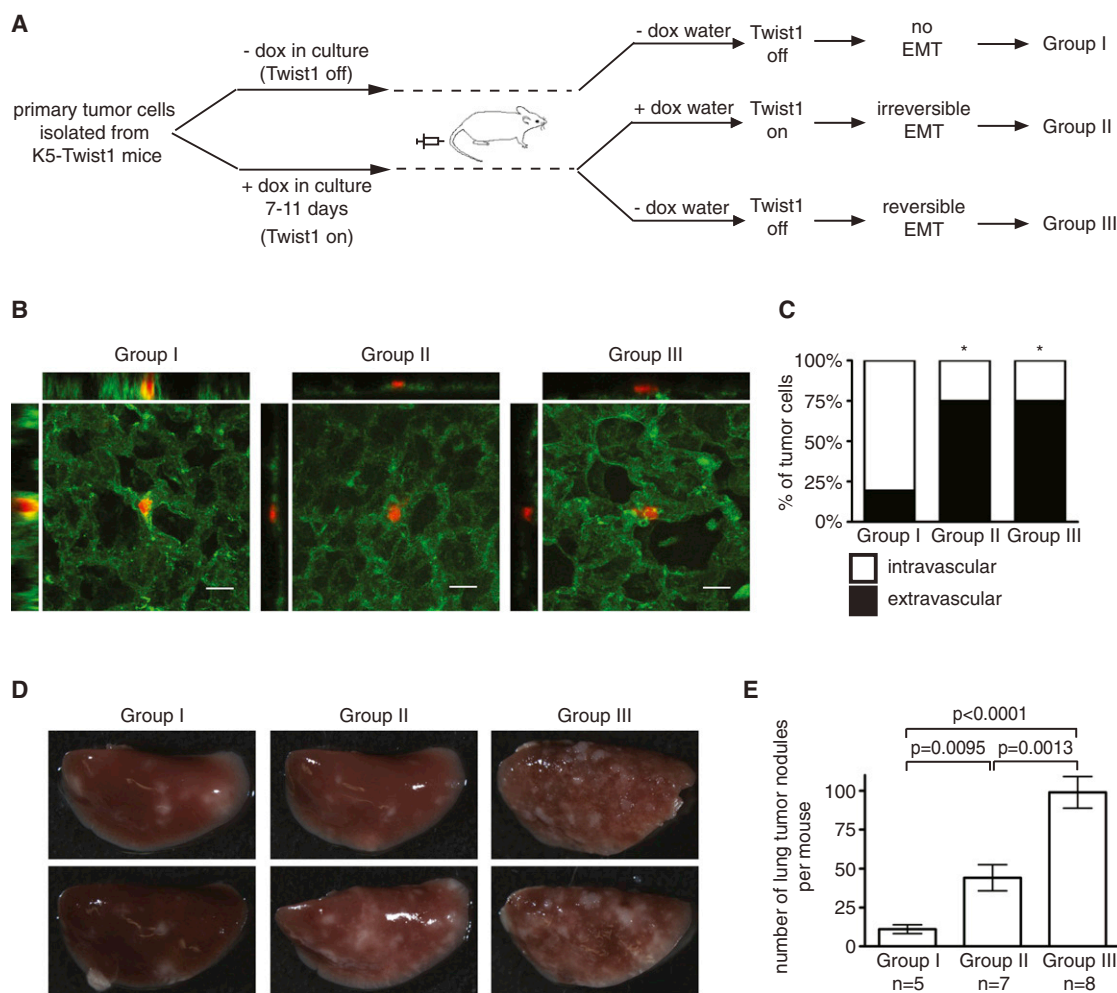 A
primary tumor cells
isolated from
K5-Twist1 mice
- dox in culture
(Twist1 off)
+ dox in culture
7-11 days
(Twist1 on)
- dox water
Twist1
off
no
EMT
Group I
+ dox water
Twist1
on
irreversible
EMT
Group II
- dox water
Twist1
off
reversible
EMT
Group III
B
Group I
Group II
Group III
C
% of tumor cells
100%
75%
50%
25%
0%
*
*
Group I
Group II
Group III
intravascular
extravascular
D
Group I
Group II
Group III
E
number of lung tumor nodules
per mouse
p<0.0001
p=0.0095
p=0.0013
100
75
50
25
0
Group I
Group II
Group III
n=5
n=7
n=8